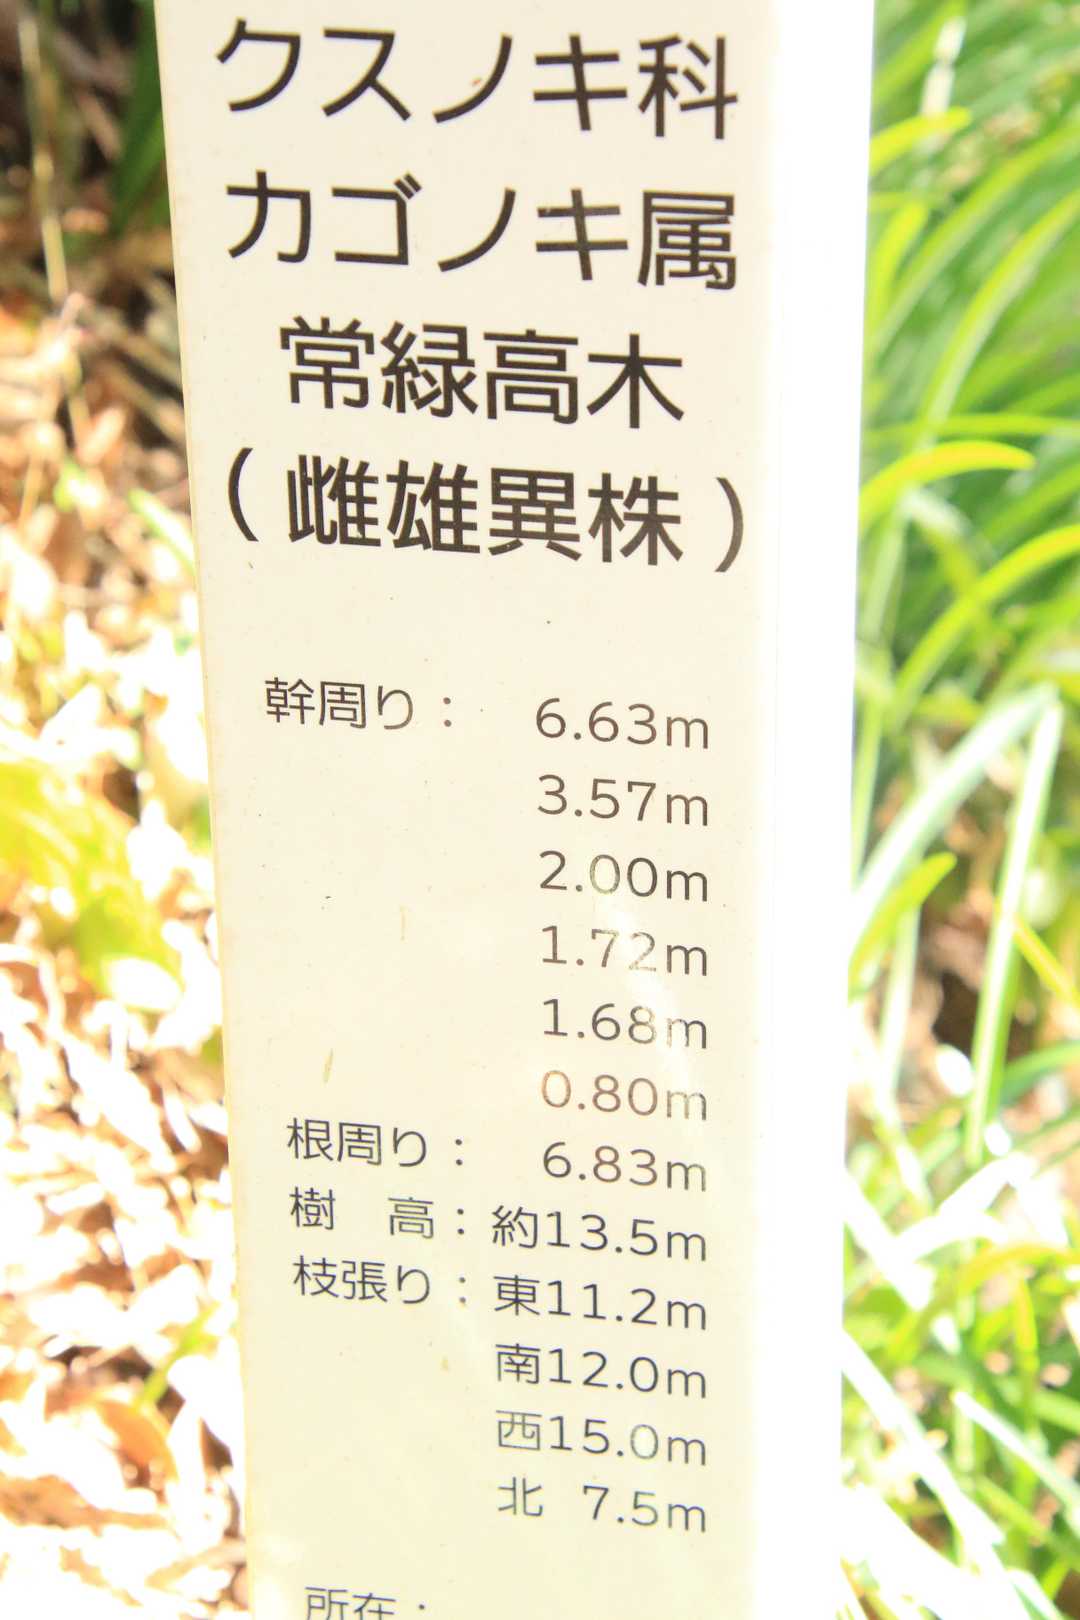 クスノキ科
カゴノキ属
常緑高木
(雌雄異株)
幹周り： 6.63m
3.57m
2.00m
1.72m
1.68m
0.80m
根周り： 6.83m
樹　高：約13.5m
枝張り：東11.2m
南12.0m
西15.0m
北 7.5m
所在：